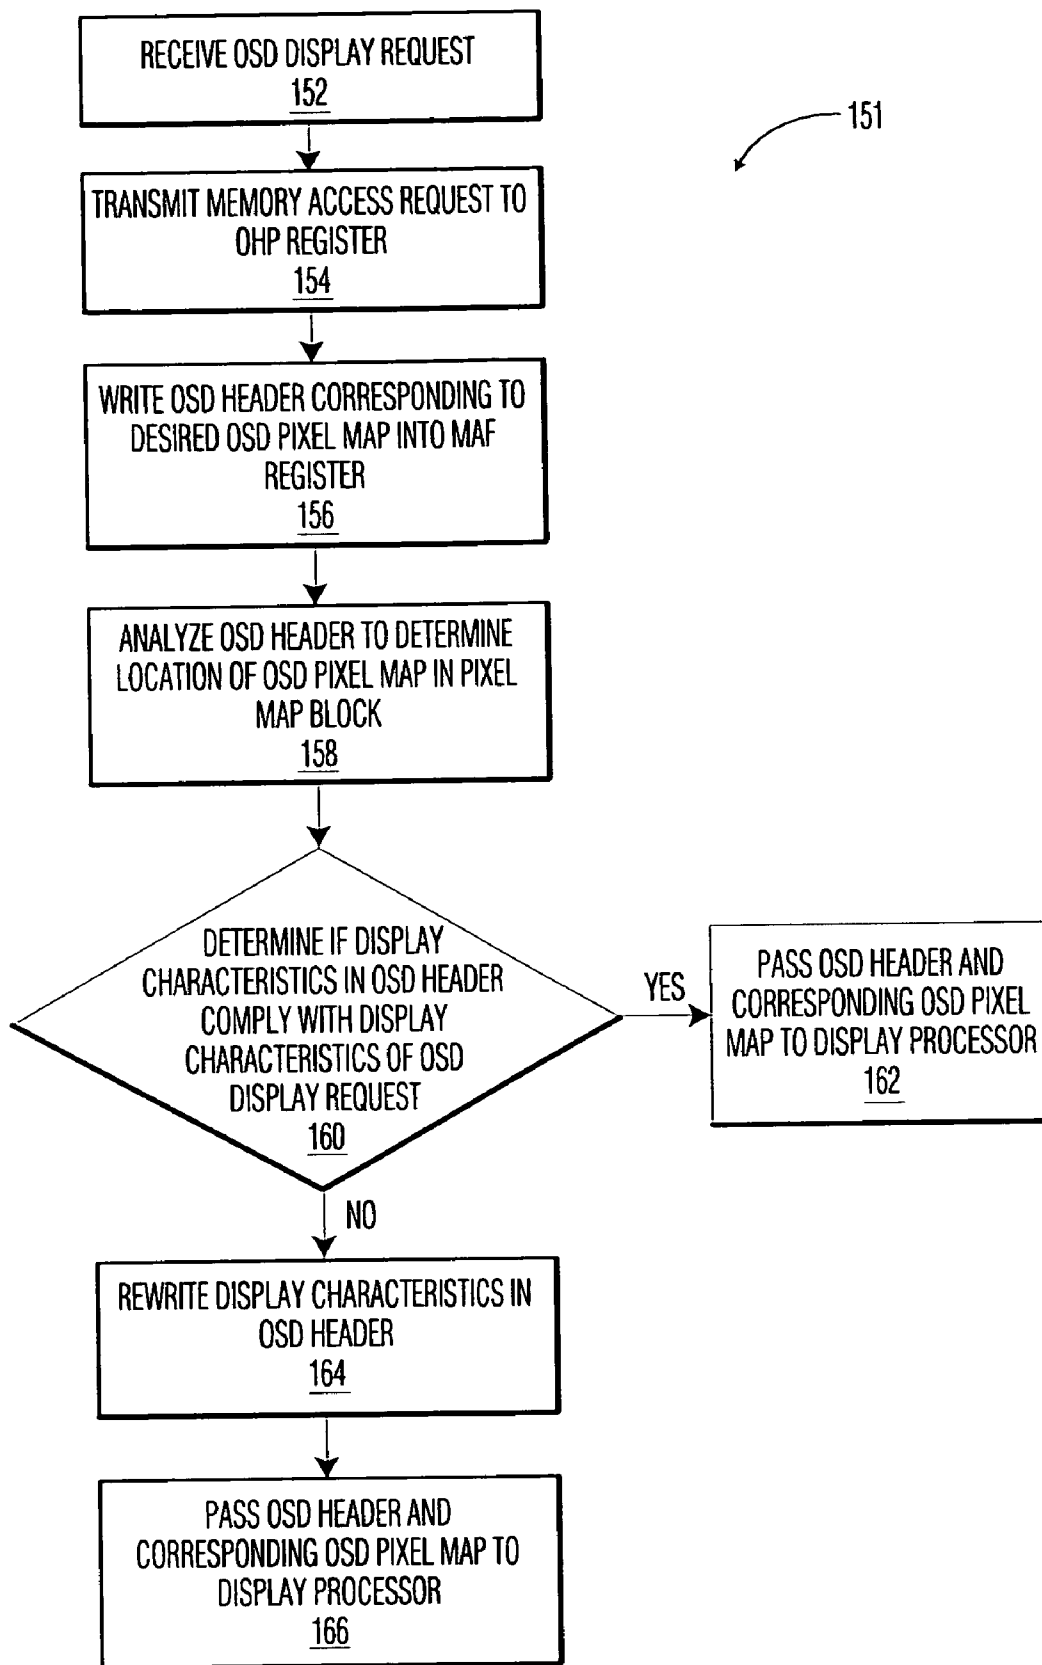 RECEIVE OSD DISPLAY REQUEST
152
151
TRANSMIT MEMORY ACCESS REQUEST TO
OHP REGISTER
154
WRITE OSD HEADER CORRESPONDING TO
DESIRED OSD PIXEL MAP INTO MAF
REGISTER
156
ANALYZE OSD HEADER TO DETERMINE
LOCATION OF OSD PIXEL MAP IN PIXEL
MAP BLOCK
158
DETERMINE IF DISPLAY
CHARACTERISTICS IN OSD HEADER
COMPLY WITH DISPLAY
CHARACTERISTICS OF OSD
DISPLAY REQUEST
160
YES
PASS OSD HEADER AND
CORRESPONDING OSD PIXEL
MAP TO DISPLAY PROCESSOR
162
NO
REWRITE DISPLAY CHARACTERISTICS IN
OSD HEADER
164
PASS OSD HEADER AND
CORRESPONDING OSD PIXEL MAP TO
DISPLAY PROCESSOR
166